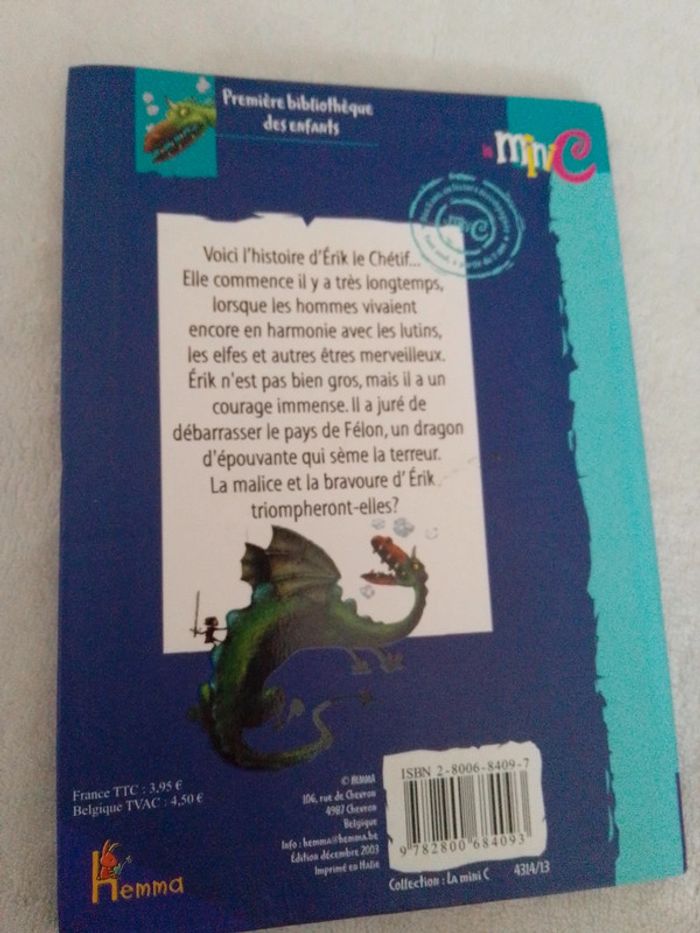 Première bibliothèque
des enfants
la mini C
Voici l'histoire d'Érik le Chétif...
Elle commence il y a très longtemps,
lorsque les hommes vivaient
encore en harmonie avec les lutins,
les elfes et autres êtres merveilleux.
Érik n'est pas bien gros, mais il a un
courage immense. Il a juré de
débarrasser le pays de Félon, un dragon
d'épouvante qui sème la terreur.
La malice et la bravoure d' Érik
triompheront-elles?
France TTC : 3,95 €
Belgique TVAC : 4,50 €
hemma
© HEMMA
106, rue de Chevron
4987 Chevron
Belgique
Info : hemma@hemma.be
Édition décembre 2003
Imprimé en Italie
ISBN 2-8006-8409-7
9 782800 684093
Collection : La mini C 4314/13